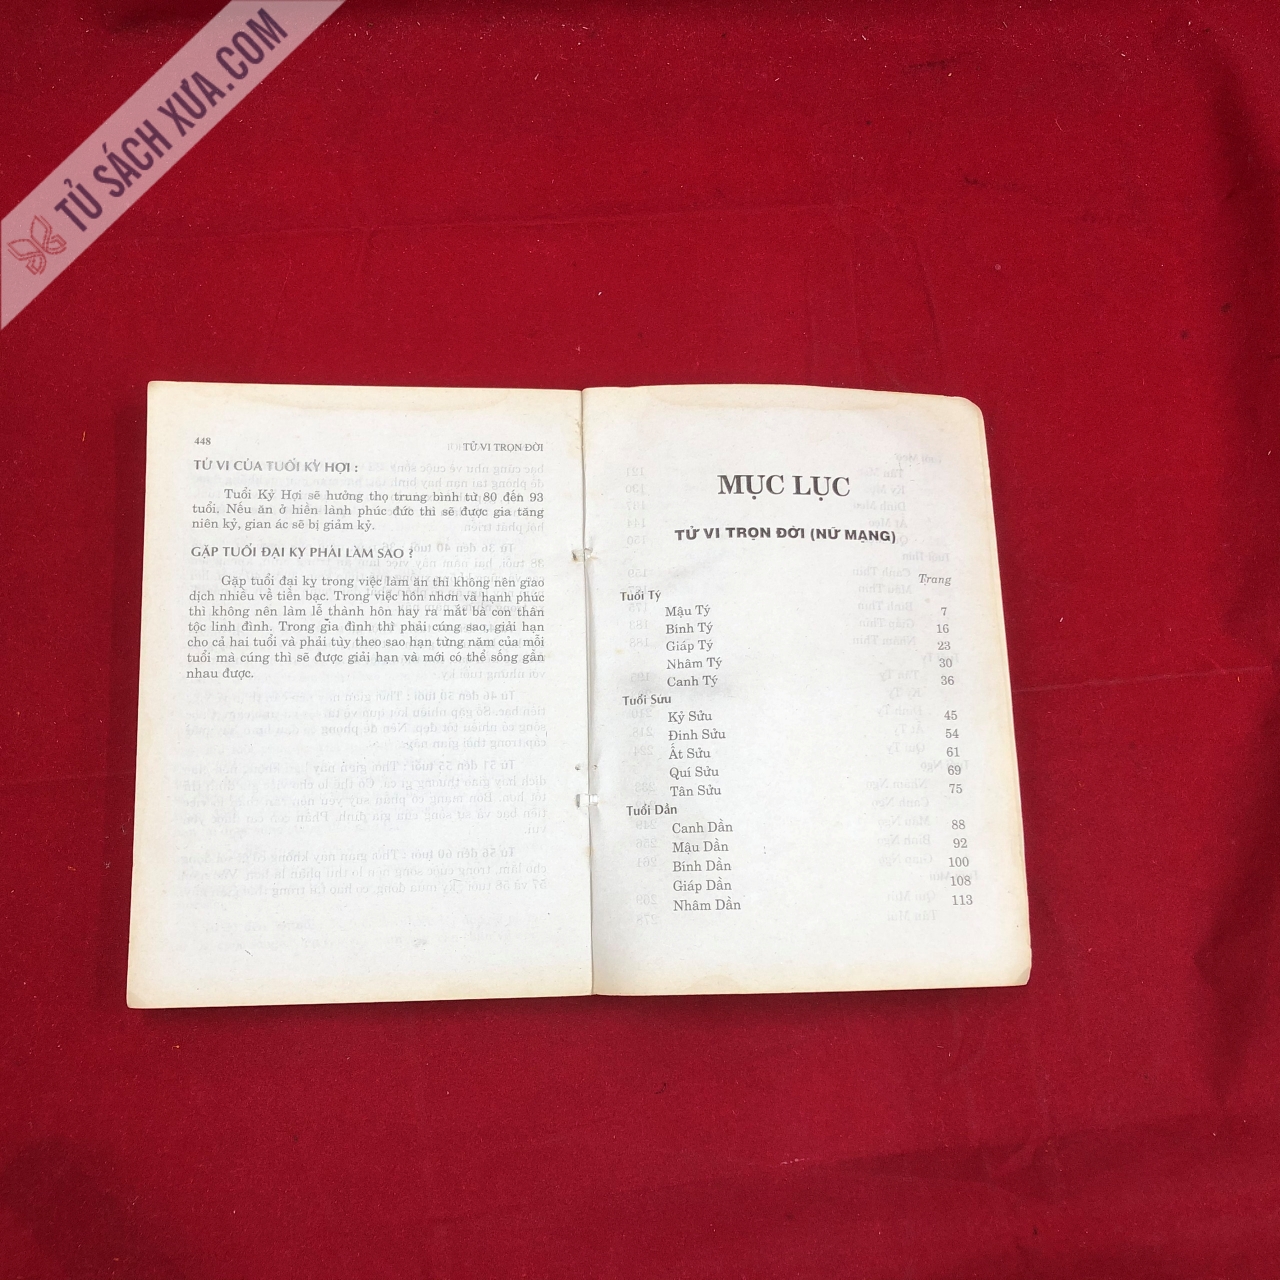 TỦ SÁCH XƯA.COM
448
TỬ VI TRỌN ĐỜI
TỬ VI CỦA TUỔI KỶ HỢI :
Tuổi Kỷ Hợi sẽ hưởng thọ trung bình từ 80 đến 93
tuổi. Nếu ăn ở hiền lành phúc đức thì sẽ được gia tăng
niên kỷ, gian ác sẽ bị giảm kỷ.
GẶP TUỔI ĐẠI KỴ PHẢI LÀM SAO ?
Gặp tuổi đại kỵ trong việc làm ăn thì không nên giao
dịch nhiều về tiền bạc. Trong việc hôn nhơn và hạnh phúc
thì không nên làm lễ thành hôn hay ra mắt bà con thân
tộc linh đình. Trong gia đình thì phải cúng sao, giải hạn
cho cả hai tuổi và phải tùy theo sao hạn từng năm của mỗi
tuổi mà cúng thì sẽ được giải hạn và mới có thể sống gần
nhau được.
MỤC LỤC
TỬ VI TRỌN ĐỜI (NỮ MẠNG)
Trang
Tuổi Tý
Mậu Tý 7
Bính Tý 16
Giáp Tý 23
Nhâm Tý 30
Canh Tý 36
Tuổi Sửu
Kỷ Sửu 45
Đinh Sửu 54
Ất Sửu 61
Quí Sửu 69
Tân Sửu 75
Tuổi Dần
Canh Dần 88
Mậu Dần 92
Bính Dần 100
Giáp Dần 108
Nhâm Dần 113